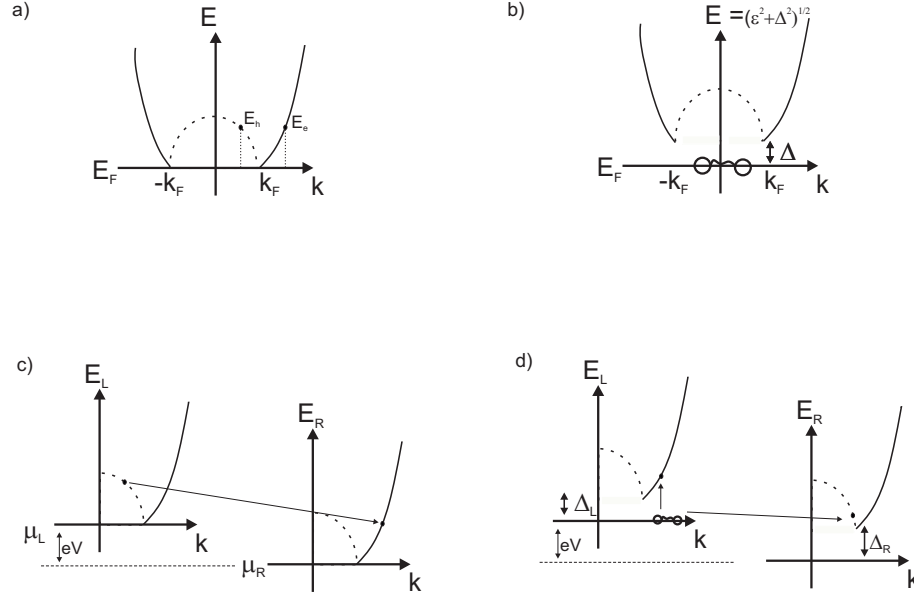 a)
E
E_h
E_e
E_F
-k_F
k_F
k
b)
E =(ε²+Δ²)^{1/2}
Δ
E_F
-k_F
k_F
k
c)
E_L
E_R
μ_L
k
eV
μ_R
k
d)
E_L
E_R
Δ_L
k
eV
Δ_R
k